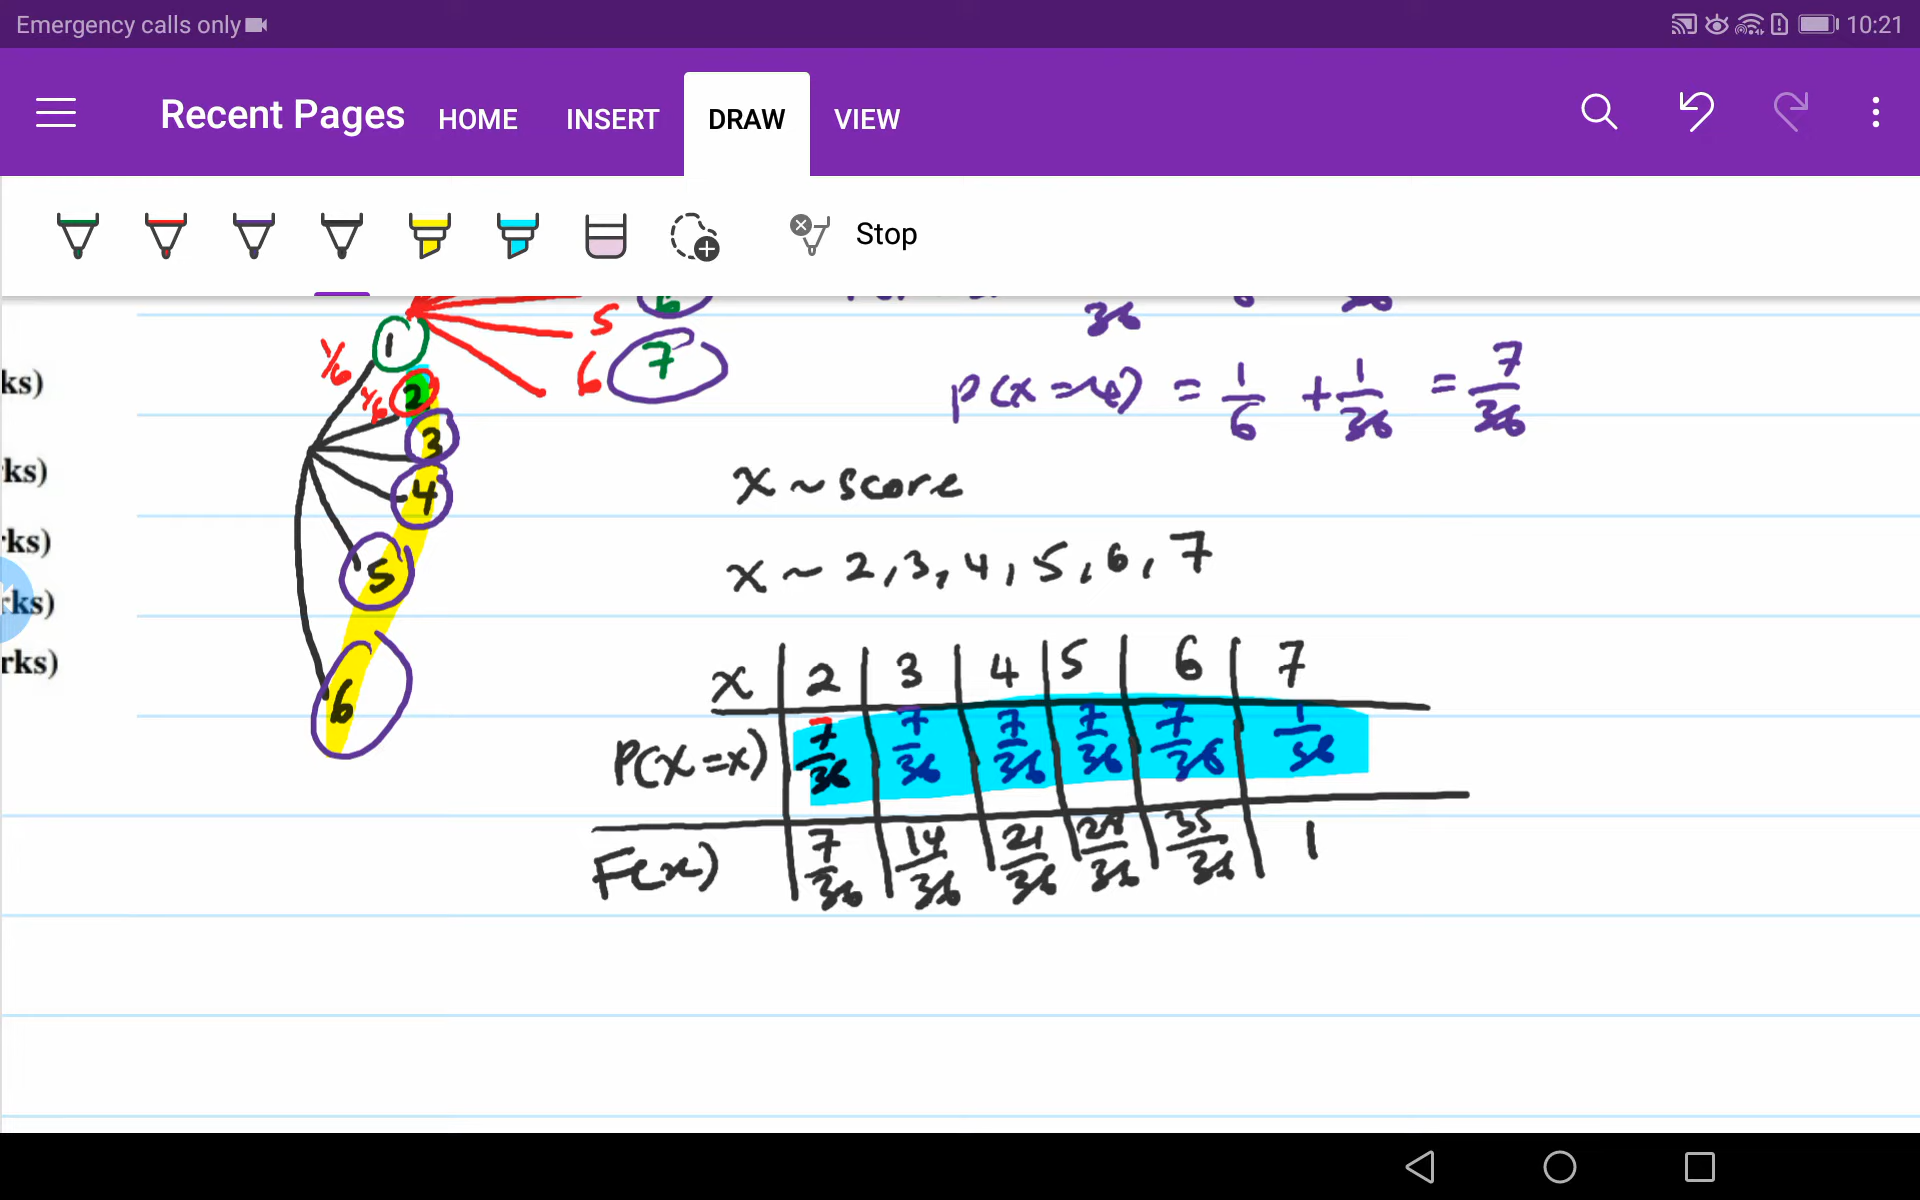 Emergency calls only 10:21
Recent Pages HOME INSERT DRAW VIEW
Stop
36
5
6 7
1
1/6
1/6
2
3
4
5
6
ks)
ks)
rks)
rks)
rks)
P(x=4) = 1/6 + 1/36 = 7/36
x ~ score
x ~ 2, 3, 4, 5, 6, 7
x 2 3 4 5 6 7
P(X=x) 7/36 7/36 7/36 7/36 7/36 1/36
F(x) 7/36 14/36 21/36 28/36 35/36 1